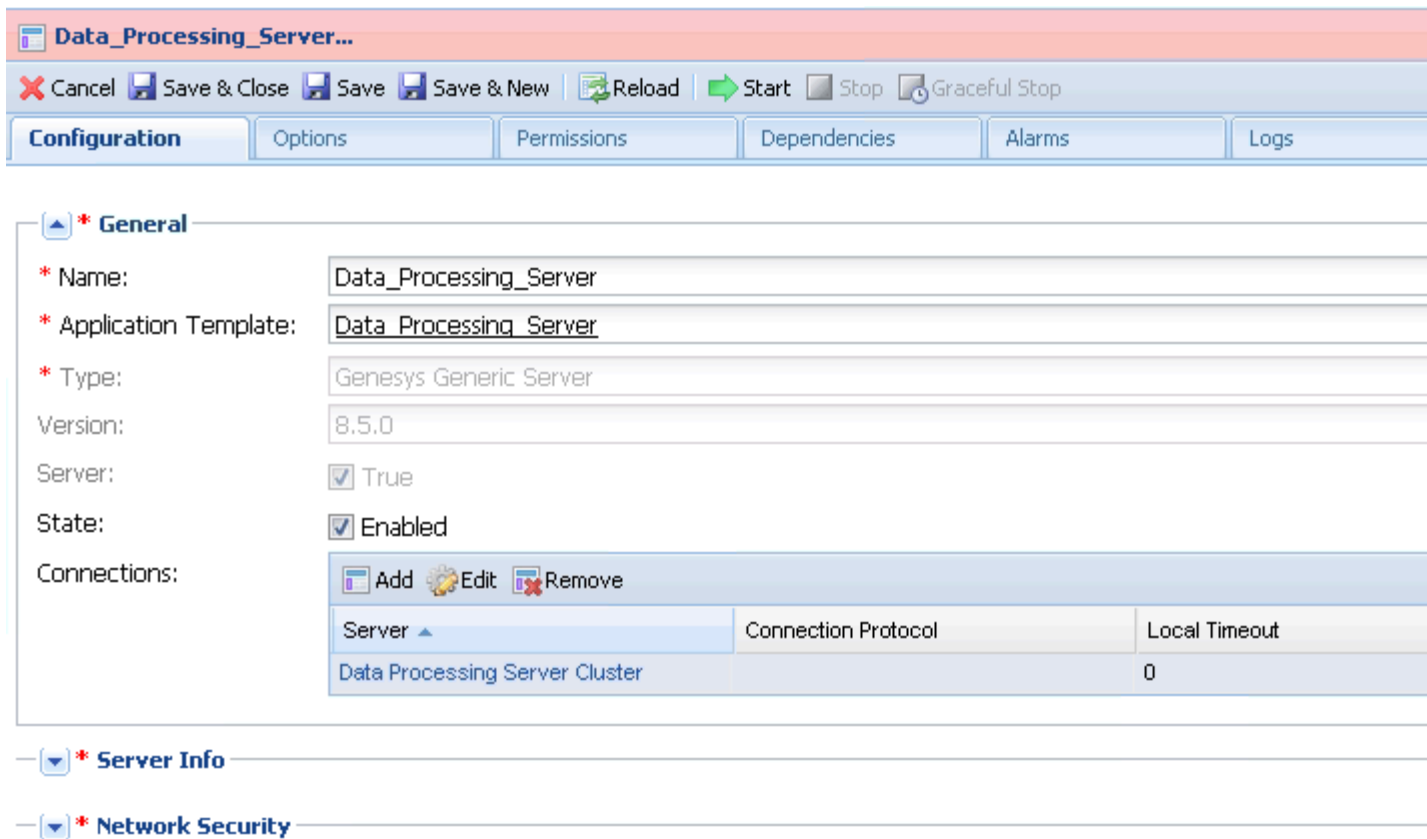 Data_Processing_Server...
Cancel Save & Close Save Save & New Reload Start Stop Graceful Stop
Configuration Options Permissions Dependencies Alarms Logs
* General
* Name: Data_Processing_Server
* Application Template: Data_Processing_Server
* Type: Genesys Generic Server
Version: 8.5.0
Server: True
State: Enabled
Connections: Add Edit Remove
Server Connection Protocol Local Timeout
Data Processing Server Cluster 0
* Server Info
* Network Security